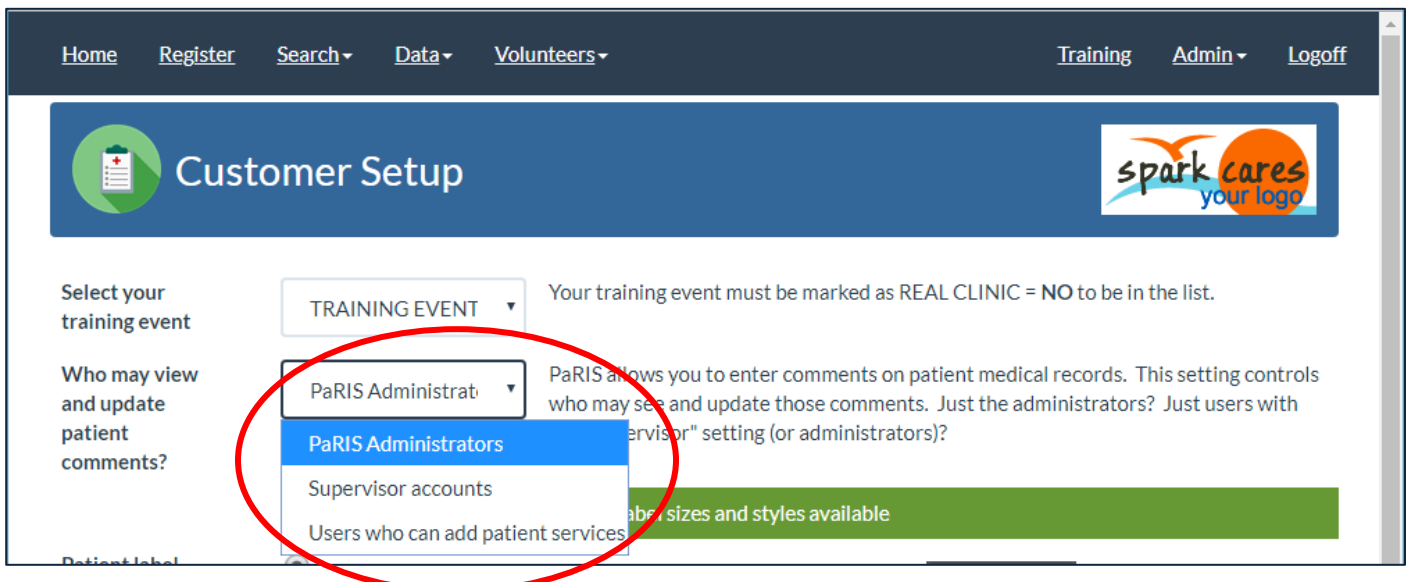 Home Register Search Data Volunteers Training Admin Logoff
Customer Setup
spark cares
your logo
Select your
training event
TRAINING EVENT
Your training event must be marked as REAL CLINIC = NO to be in the list.
Who may view
and update
patient
comments?
PaRIS Administrat
PaRIS allows you to enter comments on patient medical records. This setting controls
who may see and update those comments. Just the administrators? Just users with
ervisor" setting (or administrators)?
PaRIS Administrators
Supervisor accounts
Users who can add patient services
abel sizes and styles available
Patient label